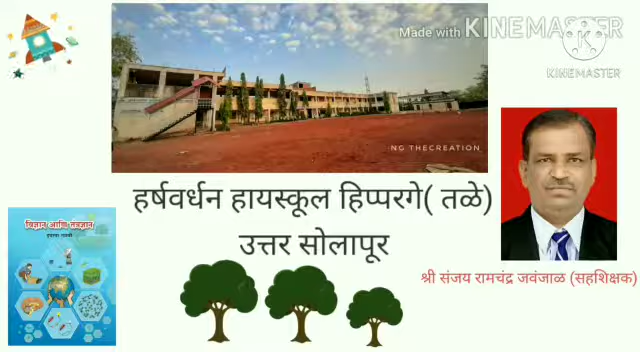 Made with KINEMASTER
KINEMASTER
NG THECREATION
हर्षवर्धन हायस्कूल हिप्परगे( तळे)
उत्तर सोलापूर
विज्ञान आणि तंत्रज्ञान
इयत्ता
श्री संजय रामचंद्र जवंजाळ (सहशिक्षक)